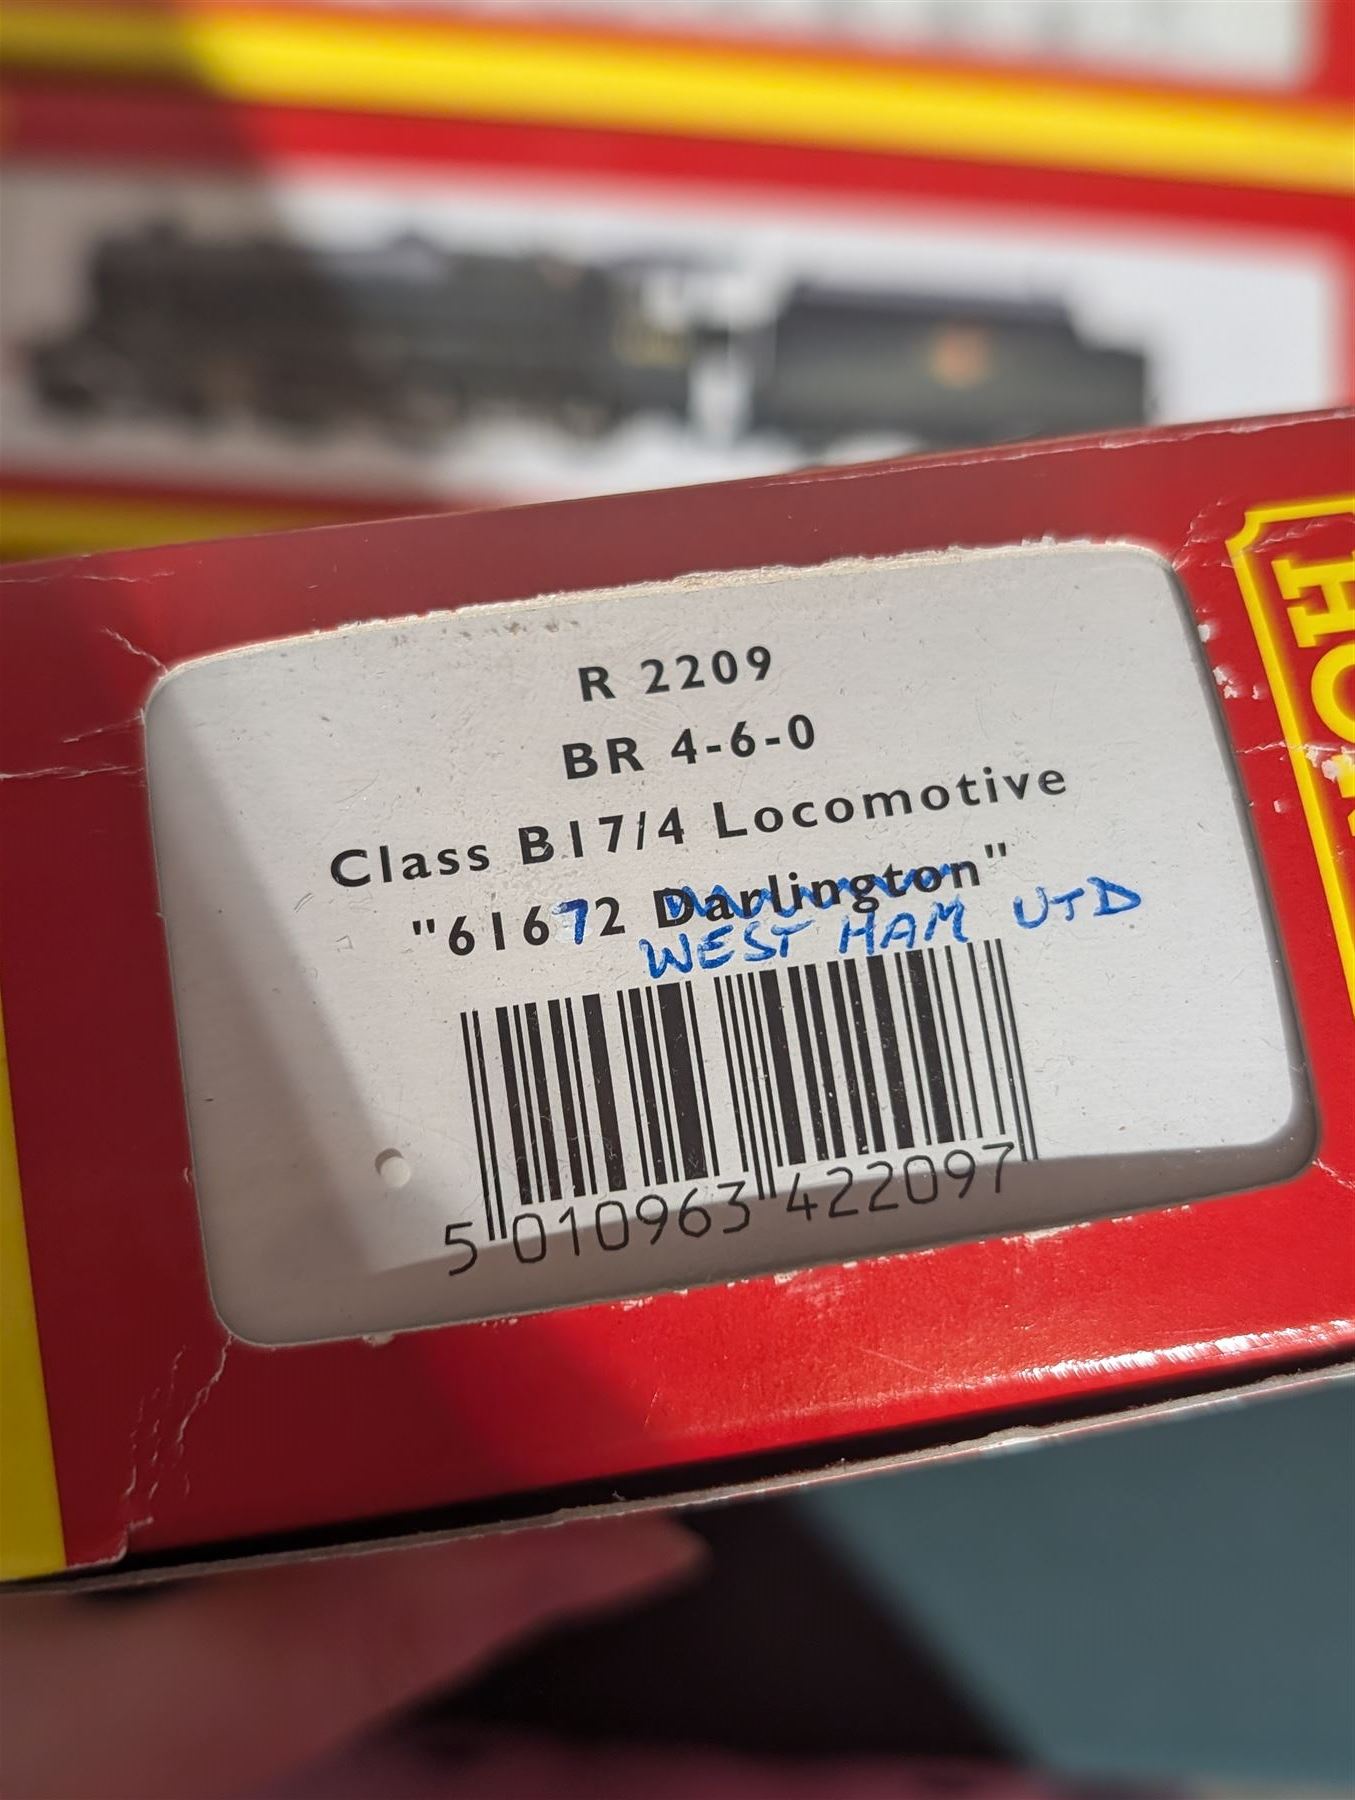 R 2209
BR 4-6-0
Class B17/4 Locomotive
"61672 Darlington"
WEST HAM UTD
5 010963 422097